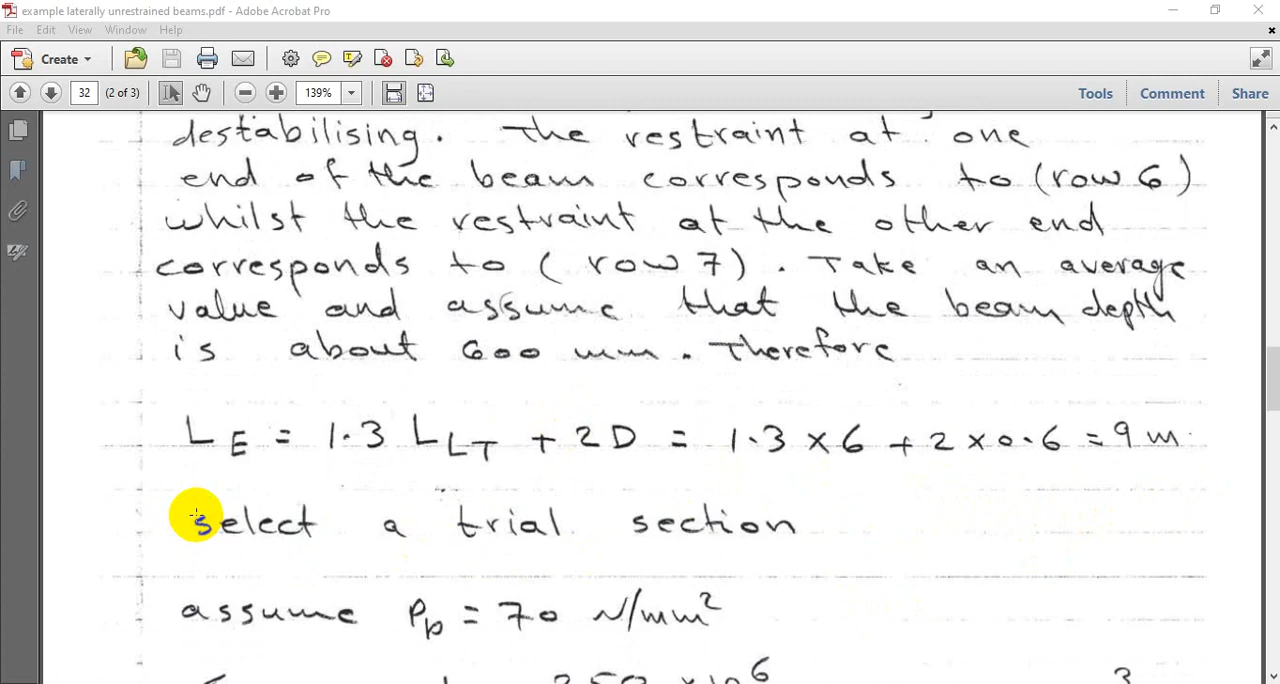 example laterally unrestrained beams.pdf - Adobe Acrobat Pro
File Edit View Window Help
Create
32 (2 of 3) 139% Tools Comment Share
destabilising. The restraint at one
end of the beam corresponds to (row 6)
whilst the restraint at the other end
corresponds to (row 7). Take an average
value and assume that the beam depth
is about 600 mm. Therefore
L_E = 1.3 L_LT + 2D = 1.3 × 6 + 2 × 0.6 = 9 m
select a trial section
assume P_b = 70 N/mm²